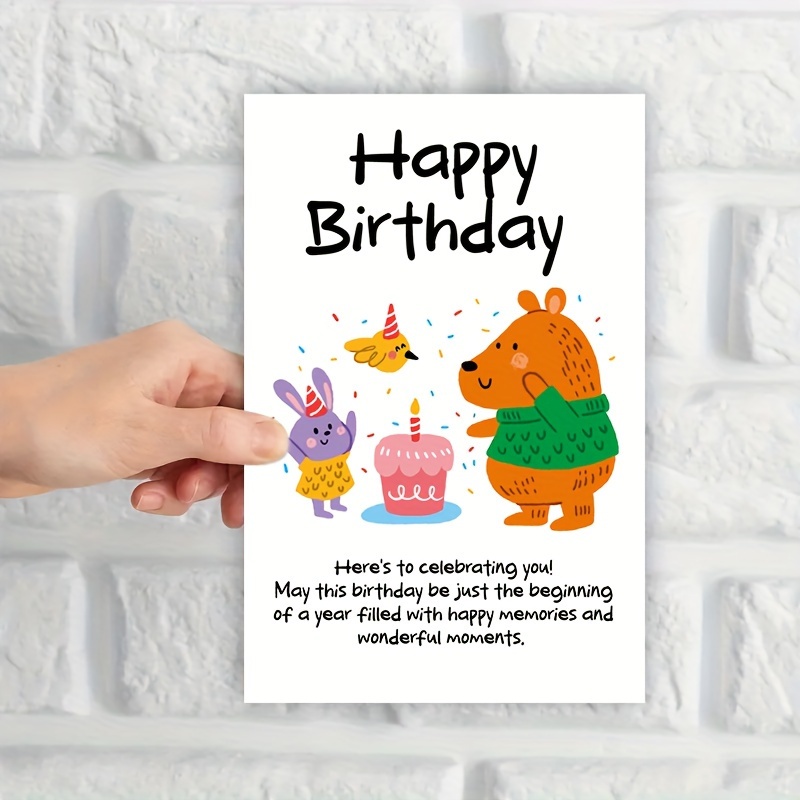 Happy
Birthday
Here's to celebrating you!
May this birthday be just the beginning
of a year filled with happy memories and
wonderful moments.